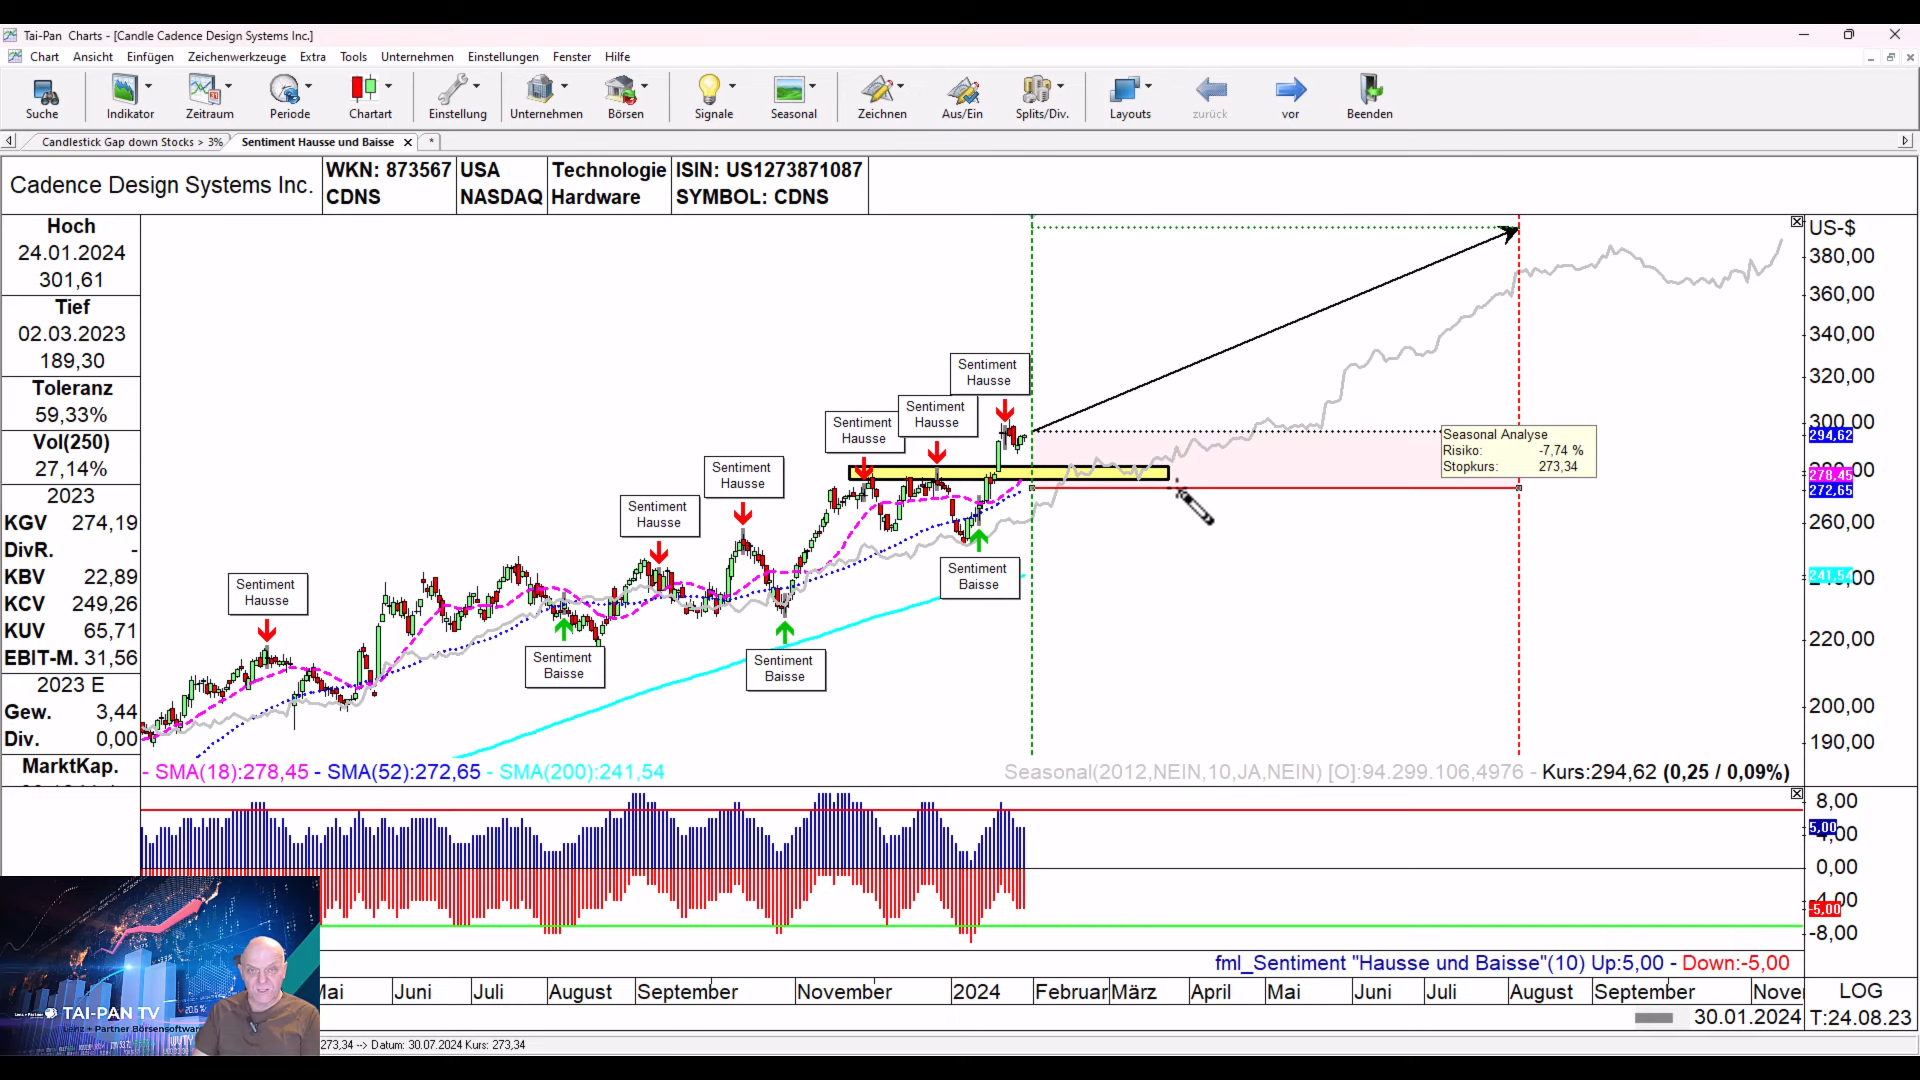 Tai-Pan Charts - [Candle Cadence Design Systems Inc.]
Chart Ansicht Einfügen Zeichenwerkzeuge Extra Tools Unternehmen Einstellungen Fenster Hilfe
Suche Indikator Zeitraum Periode Chartart Einstellung Unternehmen Börsen Signale Seasonal Zeichnen Aus/Ein Splits/Div. Layouts zurück vor Beenden
Candlestick Gap down Stocks > 3% Sentiment Hausse und Baisse *
Cadence Design Systems Inc.
WKN: 873567
CDNS
USA
NASDAQ
Technologie
Hardware
ISIN: US1273871087
SYMBOL: CDNS
Hoch
24.01.2024
301,61
Tief
02.03.2023
189,30
Toleranz
59,33%
Vol(250)
27,14%
2023
KGV 274,19
DivR. -
KBV 22,89
KCV 249,26
KUV 65,71
EBIT-M. 31,56
2023 E
Gew. 3,44
Div. 0,00
MarktKap.
Sentiment
Hausse
Sentiment
Baisse
Sentiment
Hausse
Sentiment
Hausse
Sentiment
Baisse
Sentiment
Hausse
Sentiment
Hausse
Sentiment
Hausse
Sentiment
Baisse
Seasonal Analyse
Risiko: -7,74 %
Stopkurs: 273,34
US-$
380,00
360,00
340,00
320,00
300,00
294,62
278,45
272,65
260,00
241,54
220,00
200,00
190,00
- SMA(18):278,45 - SMA(52):272,65 - SMA(200):241,54
Seasonal(2012,NEIN,10,JA,NEIN) [O]:94.299.106,4976 - Kurs:294,62 (0,25 / 0,09%)
8,00
5,00
0,00
-5,00
-8,00
fml_Sentiment "Hausse und Baisse"(10) Up:5,00 - Down:-5,00
Mai Juni Juli August September November 2024 Februar März April Mai Juni Juli August September Nover LOG
30.01.2024 T:24.08.23
TAI-PAN TV
Lenz + Partner Börsensoftware
273,34 --> Datum: 30.07.2024 Kurs: 273,34